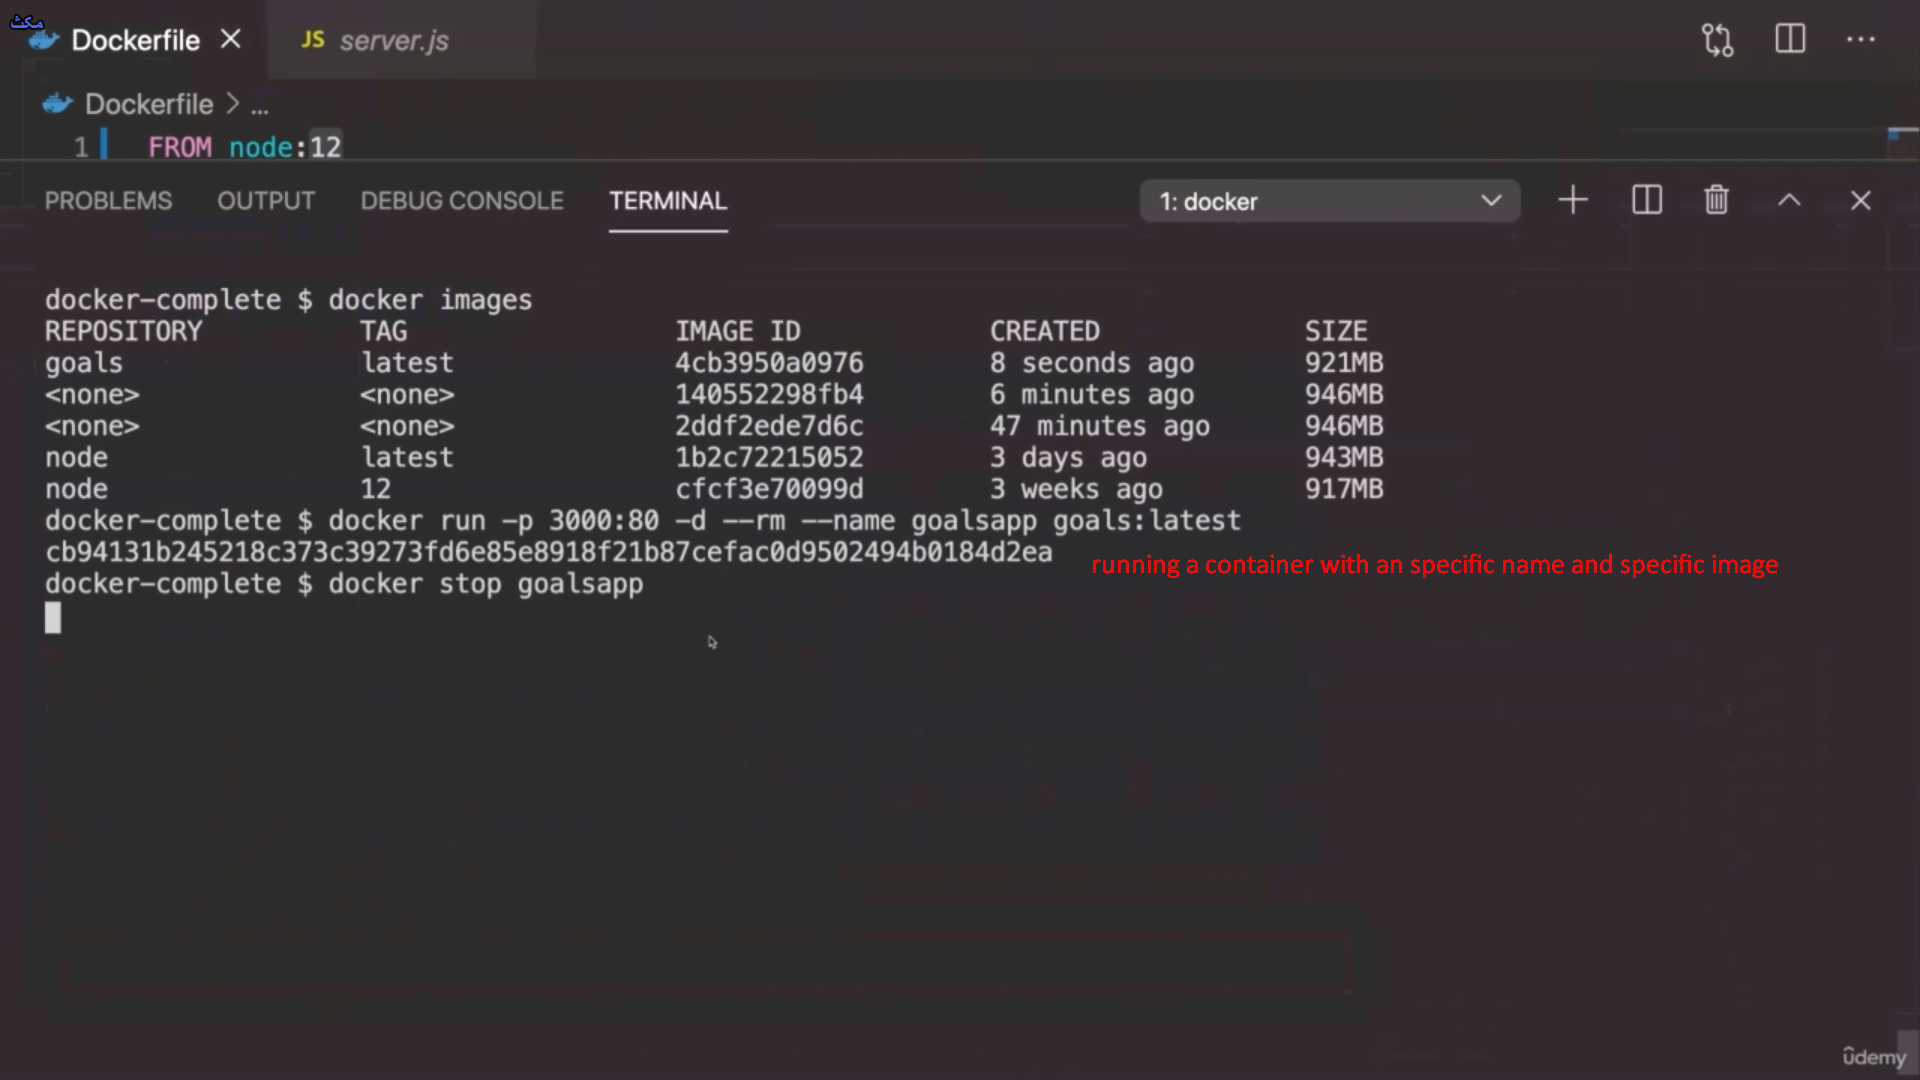 مكث
Dockerfile
JS server.js
Dockerfile > ...
1 FROM node:12
PROBLEMS OUTPUT DEBUG CONSOLE TERMINAL 1: docker
docker-complete $ docker images
REPOSITORY TAG IMAGE ID CREATED SIZE
goals latest 4cb3950a0976 8 seconds ago 921MB
<none> <none> 140552298fb4 6 minutes ago 946MB
<none> <none> 2ddf2ede7d6c 47 minutes ago 946MB
node latest 1b2c72215052 3 days ago 943MB
node 12 cfcf3e70099d 3 weeks ago 917MB
docker-complete $ docker run -p 3000:80 -d --rm --name goalsapp goals:latest
cb94131b245218c373c39273fd6e85e8918f21b87cefac0d9502494b0184d2ea
running a container with an specific name and specific image
docker-complete $ docker stop goalsapp
ûdemy